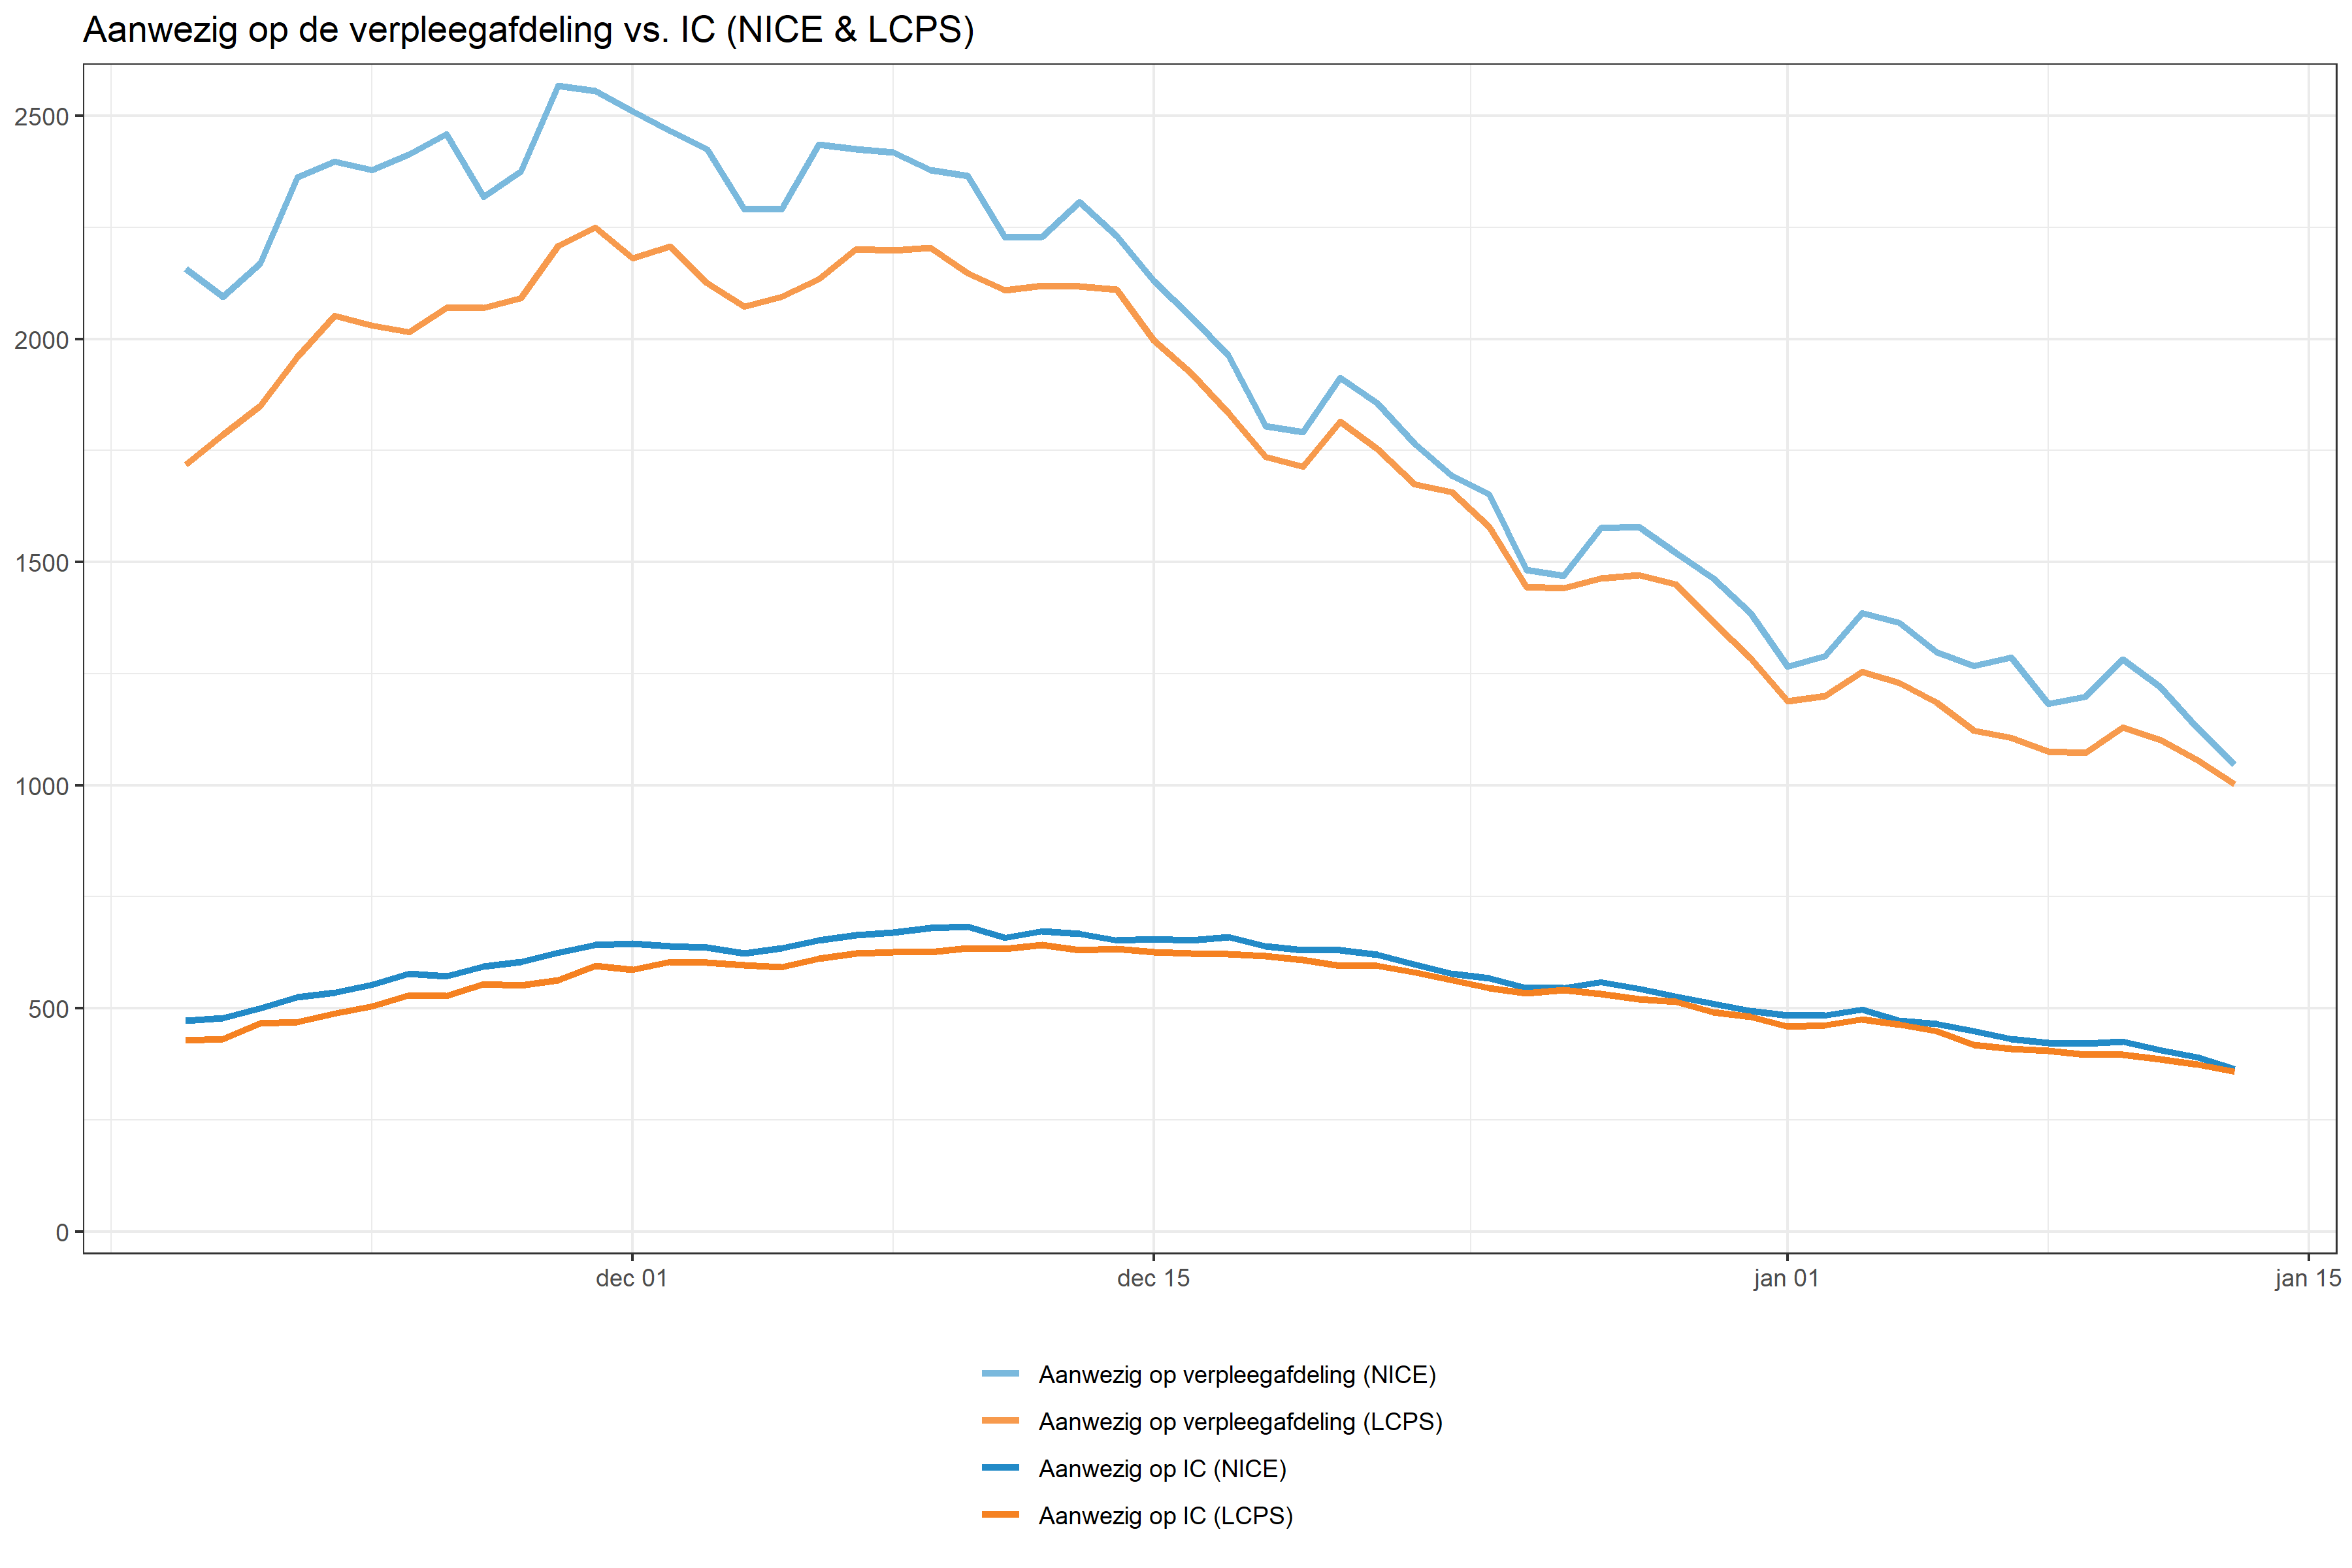 Aanwezig op de verpleegafdeling vs. IC (NICE & LCPS)
2500
2000
1500
1000
500
0
dec 01
dec 15
jan 01
jan 15
Aanwezig op verpleegafdeling (NICE)
Aanwezig op verpleegafdeling (LCPS)
Aanwezig op IC (NICE)
Aanwezig op IC (LCPS)